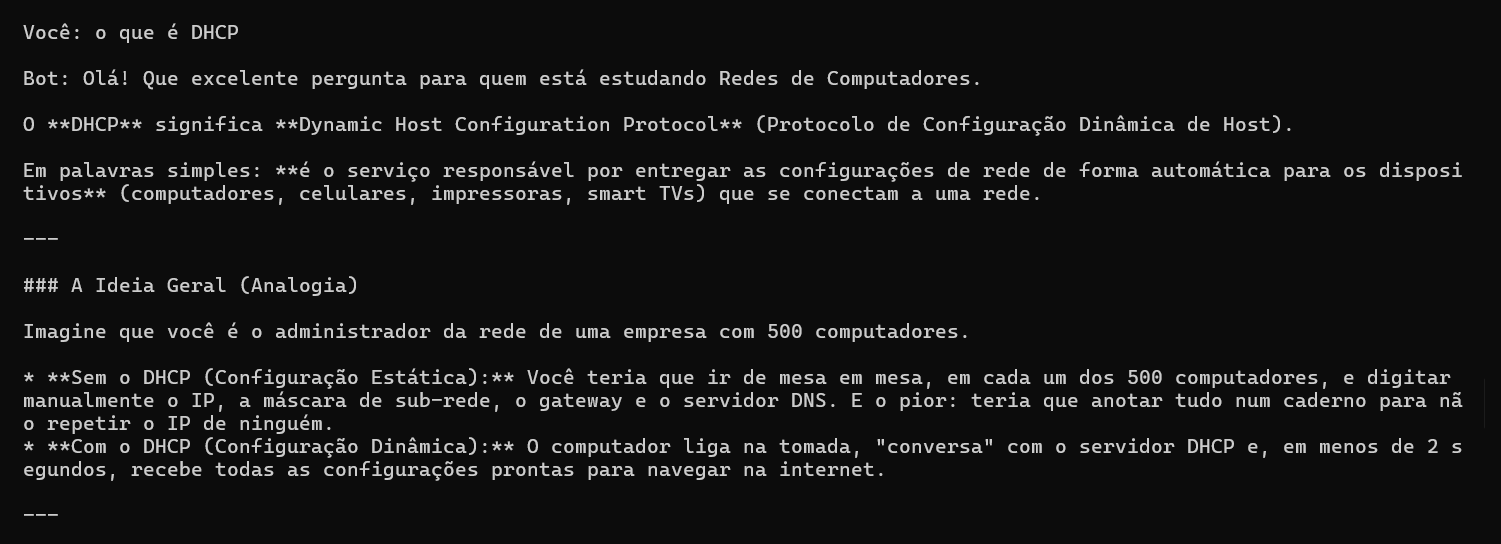 Você: o que é DHCP
Bot: Olá! Que excelente pergunta para quem está estudando Redes de Computadores.
O **DHCP** significa **Dynamic Host Configuration Protocol** (Protocolo de Configuração Dinâmica de Host).
Em palavras simples: **é o serviço responsável por entregar as configurações de rede de forma automática para os disposi
tivos** (computadores, celulares, impressoras, smart TVs) que se conectam a uma rede.
---
### A Ideia Geral (Analogia)
Imagine que você é o administrador da rede de uma empresa com 500 computadores.
* **Sem o DHCP (Configuração Estática):** Você teria que ir de mesa em mesa, em cada um dos 500 computadores, e digitar
manualmente o IP, a máscara de sub-rede, o gateway e o servidor DNS. E o pior: teria que anotar tudo num caderno para nã
o repetir o IP de ninguém.
* **Com o DHCP (Configuração Dinâmica):** O computador liga na tomada, "conversa" com o servidor DHCP e, em menos de 2 s
egundos, recebe todas as configurações prontas para navegar na internet.
---